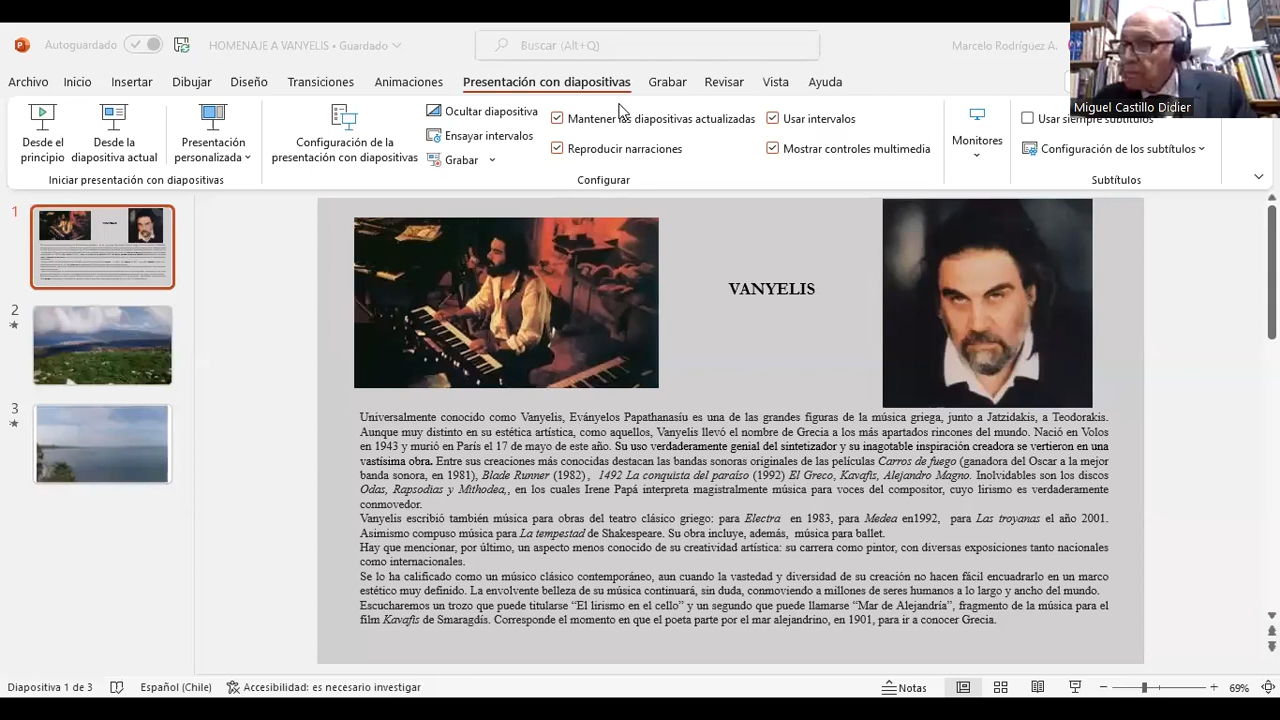 Autoguardado
HOMENAJE A VANYELIS • Guardado
Buscar (Alt+Q)
Marcelo Rodríguez A.
Archivo Inicio Insertar Dibujar Diseño Transiciones Animaciones Presentación con diapositivas Grabar Revisar Vista Ayuda
Miguel Castillo Didier
Desde el principio
Desde la diapositiva actual
Presentación personalizada
Iniciar presentación con diapositivas
Configuración de la presentación con diapositivas
Ocultar diapositiva
Ensayar intervalos
Grabar
Mantener las diapositivas actualizadas
Reproducir narraciones
Usar intervalos
Mostrar controles multimedia
Configurar
Monitores
Usar siempre subtítulos
Configuración de los subtítulos
Subtítulos
1
2
3
VANYELIS
Universalmente conocido como Vanyelis, Eványelos Papathanasíu es una de las grandes figuras de la música griega, junto a Jatzidakis, a Teodorakis.
Aunque muy distinto en su estética artística, como aquellos, Vanyelis llevó el nombre de Grecia a los más apartados rincones del mundo. Nació en Volos
en 1943 y murió en París el 17 de mayo de este año. Su uso verdaderamente genial del sintetizador y su inagotable inspiración creadora se vertieron en una
vastísima obra. Entre sus creaciones más conocidas destacan las bandas sonoras originales de las películas Carros de fuego (ganadora del Oscar a la mejor
banda sonora, en 1981), Blade Runner (1982), 1492 La conquista del paraíso (1992) El Greco, Kavafis, Alejandro Magno. Inolvidables son los discos
Odas, Rapsodias y Mithodea,, en los cuales Irene Papá interpreta magistralmente música para voces del compositor, cuyo lirismo es verdaderamente
conmovedor.
Vanyelis escribió también música para obras del teatro clásico griego: para Electra en 1983, para Medea en1992, para Las troyanas el año 2001.
Asimismo compuso música para La tempestad de Shakespeare. Su obra incluye, además, música para ballet.
Hay que mencionar, por último, un aspecto menos conocido de su creatividad artística: su carrera como pintor, con diversas exposiciones tanto nacionales
como internacionales.
Se lo ha calificado como un músico clásico contemporáneo, aun cuando la vastedad y diversidad de su creación no hacen fácil encuadrarlo en un marco
estético muy definido. La envolvente belleza de su música continuará, sin duda, conmoviendo a millones de seres humanos a lo largo y ancho del mundo.
Escucharemos un trozo que puede titularse “El lirismo en el cello” y un segundo que puede llamarse “Mar de Alejandría”, fragmento de la música para el
film Kavafis de Smaragdís. Corresponde el momento en que el poeta parte por el mar alejandrino, en 1901, para ir a conocer Grecia.
Diapositiva 1 de 3
Español (Chile)
Accesibilidad: es necesario investigar
Notas
69%